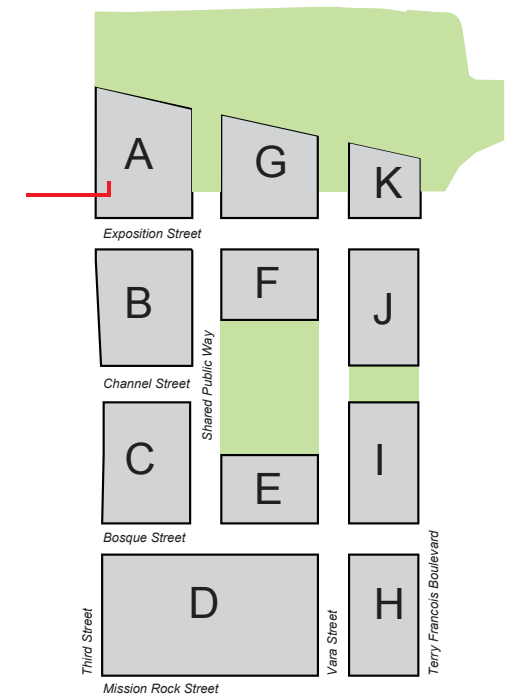 A
G
K
Exposition Street
B
F
J
Shared Public Way
Channel Street
C
E
I
Bosque Street
D
H
Third Street
Vara Street
Terry Francois Boulevard
Mission Rock Street